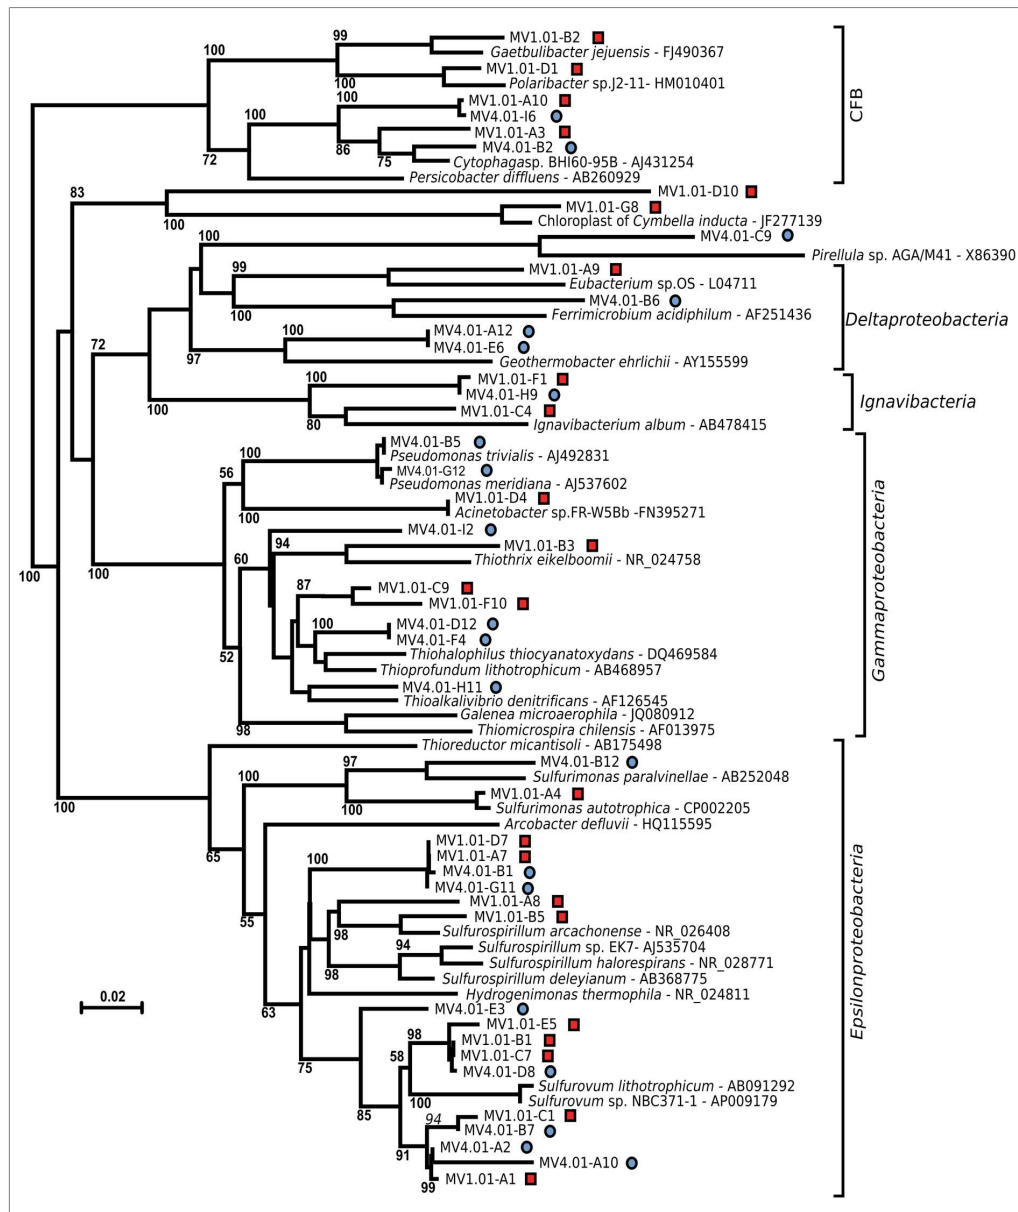 99
MV1.01-B2
100
Gaetbulibacter jejuensis - FJ490367
MV1.01-D1
100
Polaribacter sp.J2-11- HM010401
CFB
100
MV1.01-A10
MV4.01-I6
100
MV1.01-A3
86
MV4.01-B2
72
75
Cytophagasp. BHI60-95B - AJ431254
Persicobacter diffluens - AB260929
83
MV1.01-D10
MV1.01-G8
100
Chloroplast of Cymbella inducta - JF277139
100
MV4.01-C9
Pirellula sp. AGA/M41 - X86390
99
MV1.01-A9
Eubacterium sp.OS - L04711
MV4.01-B6
100
Ferrimicrobium acidiphilum - AF251436
Deltaproteobacteria
100
MV4.01-A12
72
MV4.01-E6
97
Geothermobacter ehrlichii - AY155599
100
MV1.01-F1
MV4.01-H9
Ignavibacteria
100
MV1.01-C4
80
Ignavibacterium album - AB478415
MV4.01-B5
100
Pseudomonas trivialis - AJ492831
56
MV4.01-G12
Pseudomonas meridiana - AJ537602
MV1.01-D4
100
Acinetobacter sp.FR-W5Bb -FN395271
MV4.01-I2
94
MV1.01-B3
60
Thiothrix eikelboomii - NR_024758
100
100
87
MV1.01-C9
MV1.01-F10
Gammaproteobacteria
100
MV4.01-D12
MV4.01-F4
52
Thiohalophilus thiocyanatoxydans - DQ469584
Thioprofundum lithotrophicum - AB468957
MV4.01-H11
Thioalkalivibrio denitrificans - AF126545
Galenea microaerophila - JQ080912
98
Thiomicrospira chilensis - AF013975
Thioreductor micantisoli - AB175498
97
MV4.01-B12
100
Sulfurimonas paralvinellae - AB252048
100
MV1.01-A4
100
Sulfurimonas autotrophica - CP002205
Arcobacter defluvii - HQ115595
MV1.01-D7
65
100
MV1.01-A7
MV4.01-B1
MV4.01-G11
MV1.01-A8
55
MV1.01-B5
98
Sulfurospirillum arcachonense - NR_026408
94
Sulfurospirillum sp. EK7- AJ535704
Sulfurospirillum halorespirans - NR_028771
98
Sulfurospirillum deleyianum - AB368775
Epsilonproteobacteria
0.02
Hydrogenimonas thermophila - NR_024811
63
MV4.01-E3
MV1.01-E5
98
MV1.01-B1
58
MV1.01-C7
75
MV4.01-D8
Sulfurovum lithotrophicum - AB091292
100
Sulfurovum sp. NBC371-1 - AP009179
85
94
MV1.01-C1
MV4.01-B7
91
MV4.01-A2
MV4.01-A10
99
MV1.01-A1